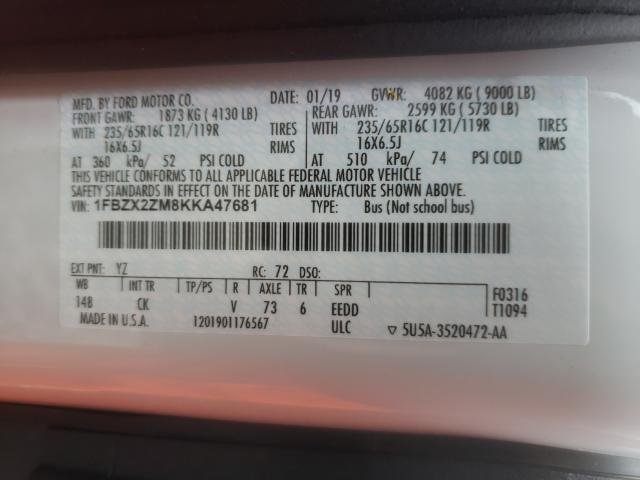 MFD. BY FORD MOTOR CO. DATE: 01/19 GVWR: 4082 KG ( 9000 LB)
FRONT GAWR: 1873 KG ( 4130 LB) REAR GAWR: 2599 KG ( 5730 LB)
WITH 235/65R16C 121/119R TIRES WITH 235/65R16C 121/119R TIRES
16X6.5J RIMS 16X6.5J RIMS
AT 360 kPa/ 52 PSI COLD AT 510 kPa/ 74 PSI COLD
THIS VEHICLE CONFORMS TO ALL APPLICABLE FEDERAL MOTOR VEHICLE
SAFETY STANDARDS IN EFFECT ON THE DATE OF MANUFACTURE SHOWN ABOVE.
VIN: 1FBZX2ZM8KKA47681 TYPE: Bus (Not school bus)
EXT PNT: YZ RC: 72 DSO:
WB INT TR TP/PS R AXLE TR SPR F0316
148 CK V 73 6 EEDD T1094
MADE IN U.S.A. 1201901176567 ULC ▽ 5U5A-3520472-AA